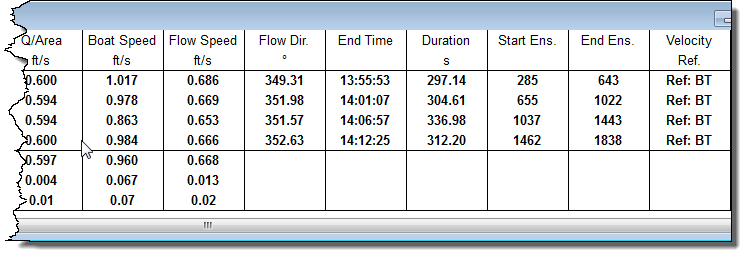 Q/Area Boat Speed Flow Speed Flow Dir. End Time Duration Start Ens. End Ens. Velocity
ft/s ft/s ft/s ° s Ref.
0.600 1.017 0.686 349.31 13:55:53 297.14 285 643 Ref: BT
0.594 0.978 0.669 351.98 14:01:07 304.61 655 1022 Ref: BT
0.594 0.863 0.653 351.57 14:06:57 336.98 1037 1443 Ref: BT
0.600 0.984 0.666 352.63 14:12:25 312.20 1462 1838 Ref: BT
0.597 0.960 0.668
0.004 0.067 0.013
0.01 0.07 0.02